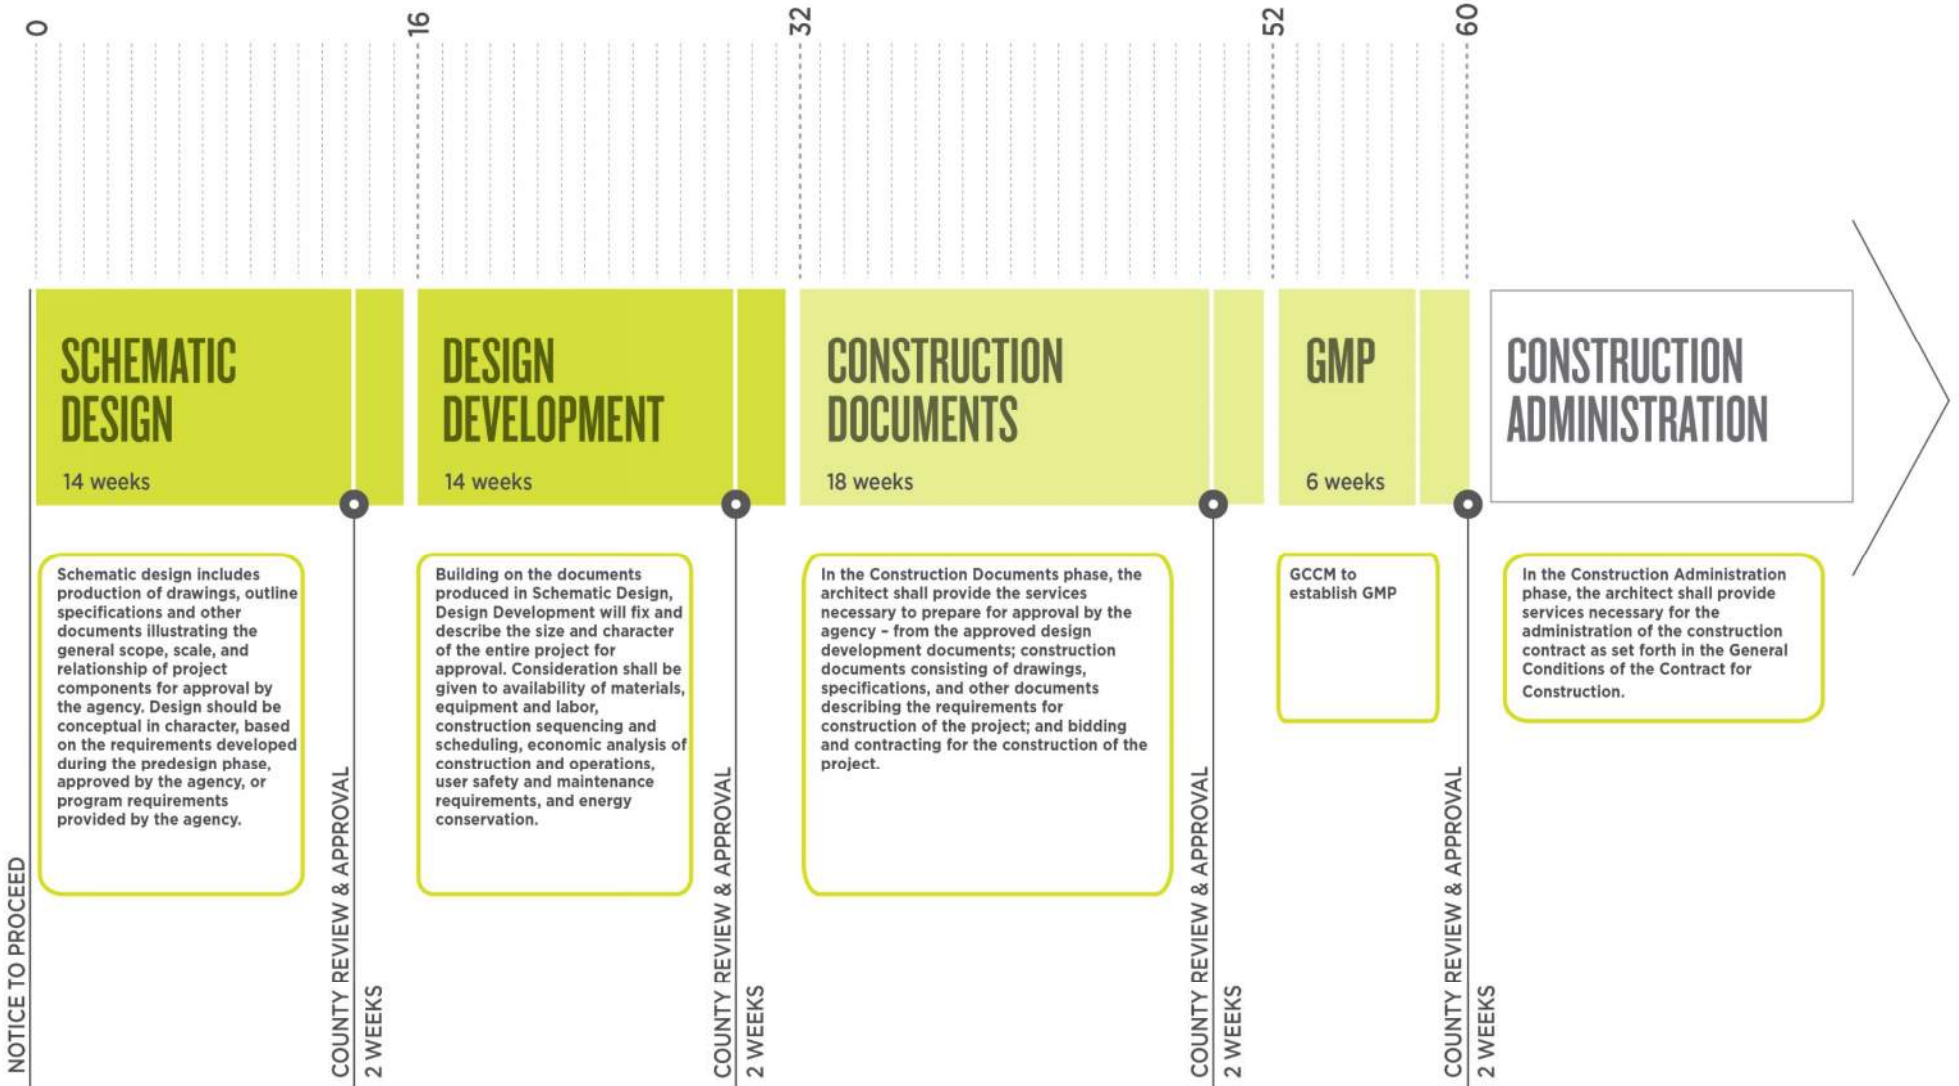 0
16
32
52
60
SCHEMATIC
DESIGN
14 weeks
DESIGN
DEVELOPMENT
14 weeks
CONSTRUCTION
DOCUMENTS
18 weeks
GMP
6 weeks
CONSTRUCTION
ADMINISTRATION
Schematic design includes
production of drawings, outline
specifications and other
documents illustrating the
general scope, scale, and
relationship of project
components for approval by
the agency. Design should be
conceptual in character, based
on the requirements developed
during the predesign phase,
approved by the agency, or
program requirements
provided by the agency.
Building on the documents
produced in Schematic Design,
Design Development will fix and
describe the size and character
of the entire project for
approval. Consideration shall be
given to availability of materials,
equipment and labor,
construction sequencing and
scheduling, economic analysis of
construction and operations,
user safety and maintenance
requirements, and energy
conservation.
In the Construction Documents phase, the
architect shall provide the services
necessary to prepare for approval by the
agency – from the approved design
development documents; construction
documents consisting of drawings,
specifications, and other documents
describing the requirements for
construction of the project; and bidding
and contracting for the construction of the
project.
GCCM to
establish GMP
In the Construction Administration
phase, the architect shall provide
services necessary for the
administration of the construction
contract as set forth in the General
Conditions of the Contract for
Construction.
NOTICE TO PROCEED
COUNTY REVIEW & APPROVAL
2 WEEKS
COUNTY REVIEW & APPROVAL
2 WEEKS
COUNTY REVIEW & APPROVAL
2 WEEKS
COUNTY REVIEW & APPROVAL
2 WEEKS